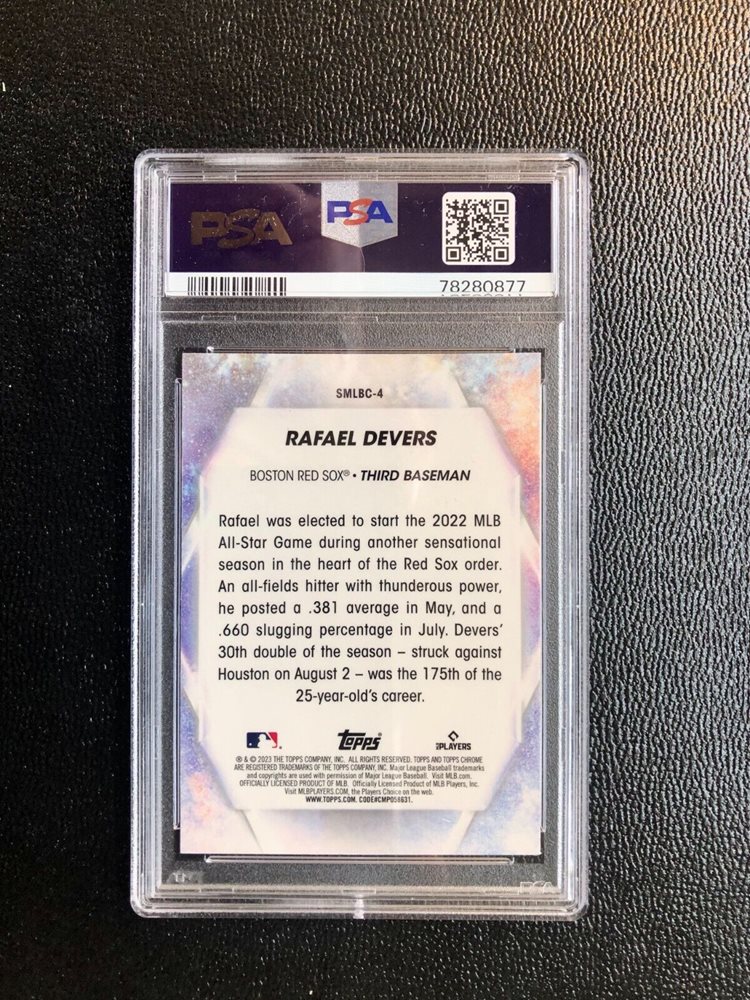 PSA PSA
78280877
SMLBC-4
RAFAEL DEVERS
BOSTON RED SOX® • THIRD BASEMAN
Rafael was elected to start the 2022 MLB
All-Star Game during another sensational
season in the heart of the Red Sox order.
An all-fields hitter with thunderous power,
he posted a .381 average in May, and a
.660 slugging percentage in July. Devers'
30th double of the season – struck against
Houston on August 2 – was the 175th of the
25-year-old's career.
Topps PLAYERS
® & © 2023 THE TOPPS COMPANY, INC. ALL RIGHTS RESERVED. TOPPS AND TOPPS CHROME
ARE REGISTERED TRADEMARKS OF THE TOPPS COMPANY, INC. Major League Baseball trademarks
and copyrights are used with permission of Major League Baseball. Visit MLB.com.
OFFICIALLY LICENSED PRODUCT OF MLB. Officially Licensed Product of MLB Players, Inc.
Visit MLBPLAYERS.COM, the Players Choice on the web.
WWW.TOPPS.COM. CODE#CMP058631.
PSA